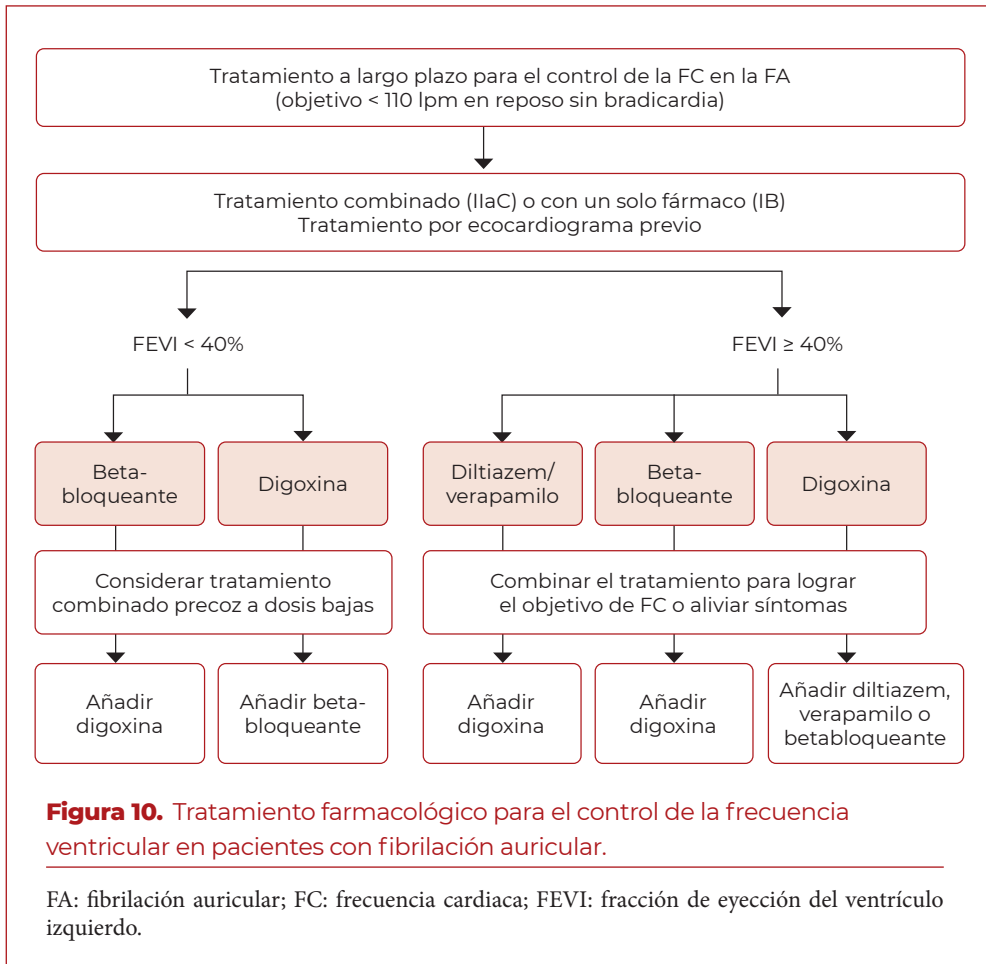 Tratamiento a largo plazo para el control de la FC en la FA
(objetivo < 110 lpm en reposo sin bradicardia)
Tratamiento combinado (IIaC) o con un solo fármaco (IB)
Tratamiento por ecocardiograma previo
FEVI < 40%
FEVI ≥ 40%
Beta-
bloqueante
Digoxina
Diltiazem/
verapamilo
Beta-
bloqueante
Digoxina
Considerar tratamiento
combinado precoz a dosis bajas
Combinar el tratamiento para lograr
el objetivo de FC o aliviar síntomas
Añadir
digoxina
Añadir beta-
bloqueante
Añadir
digoxina
Añadir
digoxina
Añadir diltiazem,
verapamilo o
betabloqueante
Figura 10. Tratamiento farmacológico para el control de la frecuencia
ventricular en pacientes con fibrilación auricular.
FA: fibrilación auricular; FC: frecuencia cardiaca; FEVI: fracción de eyección del ventrículo
izquierdo.